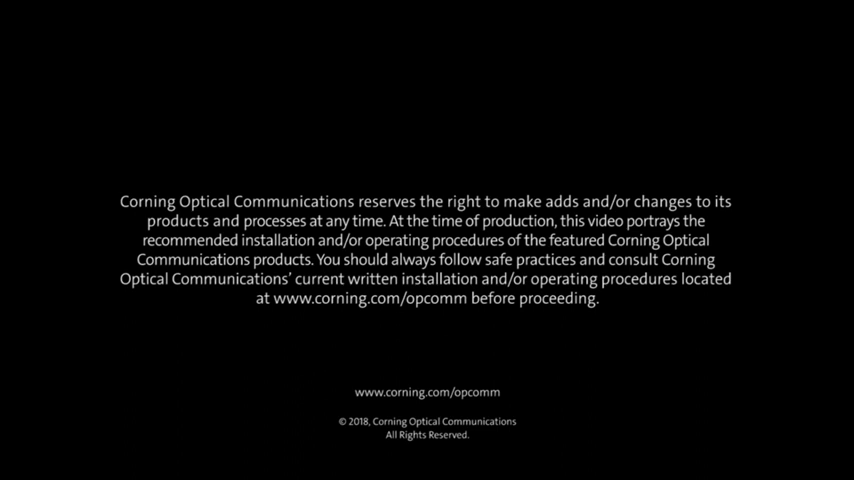 Corning Optical Communications reserves the right to make adds and/or changes to its
products and processes at any time. At the time of production, this video portrays the
recommended installation and/or operating procedures of the featured Corning Optical
Communications products. You should always follow safe practices and consult Corning
Optical Communications’ current written installation and/or operating procedures located
at www.corning.com/opcomm before proceeding.
www.corning.com/opcomm
© 2018, Corning Optical Communications
All Rights Reserved.